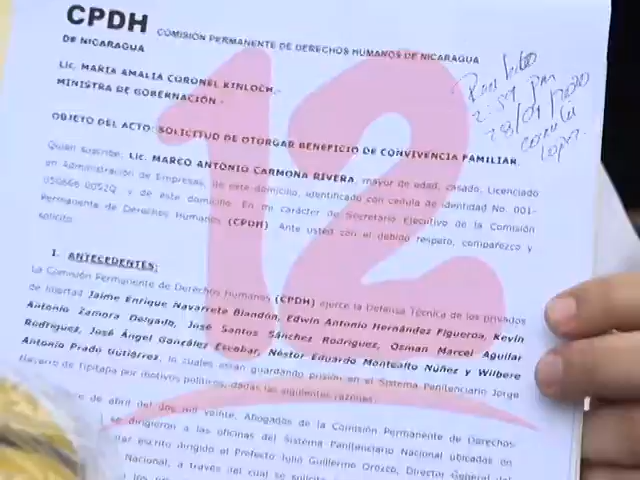 CPDH COMISIÓN PERMANENTE DE DERECHOS HUMANOS DE NICARAGUA
DE NICARAGUA
LIC. MARÍA AMALIA CORONEL KINLOCH.-
MINISTRA DE GOBERNACIÓN.-
OBJETO DEL ACTO: SOLICITUD DE OTORGAR BENEFICIO DE CONVIVENCIA FAMILIAR.
Quien suscribe: LIC. MARCO ANTONIO CARMONA RIVERA, mayor de edad, casado, Licenciado
en Administración de Empresas, de este domicilio, identificado con cedula de identidad No. 001-
050666-0052Q y de este domicilio. En mi carácter de Secretario Ejecutivo de la Comisión
Permanente de Derechos Humanos (CPDH) Ante usted con el debido respeto, comparezco y
solicito
I. ANTECEDENTES:
La Comisión Permanente de Derechos Humanos (CPDH) ejerce la Defensa Técnica de los privados
de libertad Jaime Enrique Navarrete Blandón, Edwin Antonio Hernández Figueroa, Kevin
Antonio Zamora Delgado, José Santos Sánchez Rodríguez, Osman Marcel Aguilar
Rodríguez, José Ángel González Escobar, Néstor Eduardo Montealto Núñez y Wilbere
Antonio Prado Gutiérrez, lo cuales están guardando prisión en el Sistema Penitenciario Jorge
Navarro de Tipitapa por motivos políticos, dadas las siguientes razones:
de abril del dos mil veinte, Abogados de la Comisión Permanente de Derechos
se dirigieron a las oficinas del Sistema Penitenciario Nacional ubicados en
escrito dirigido al Prefecto Julio Guillermo Orozco, Director General del
Nacional, a través del cual se solicitó
12